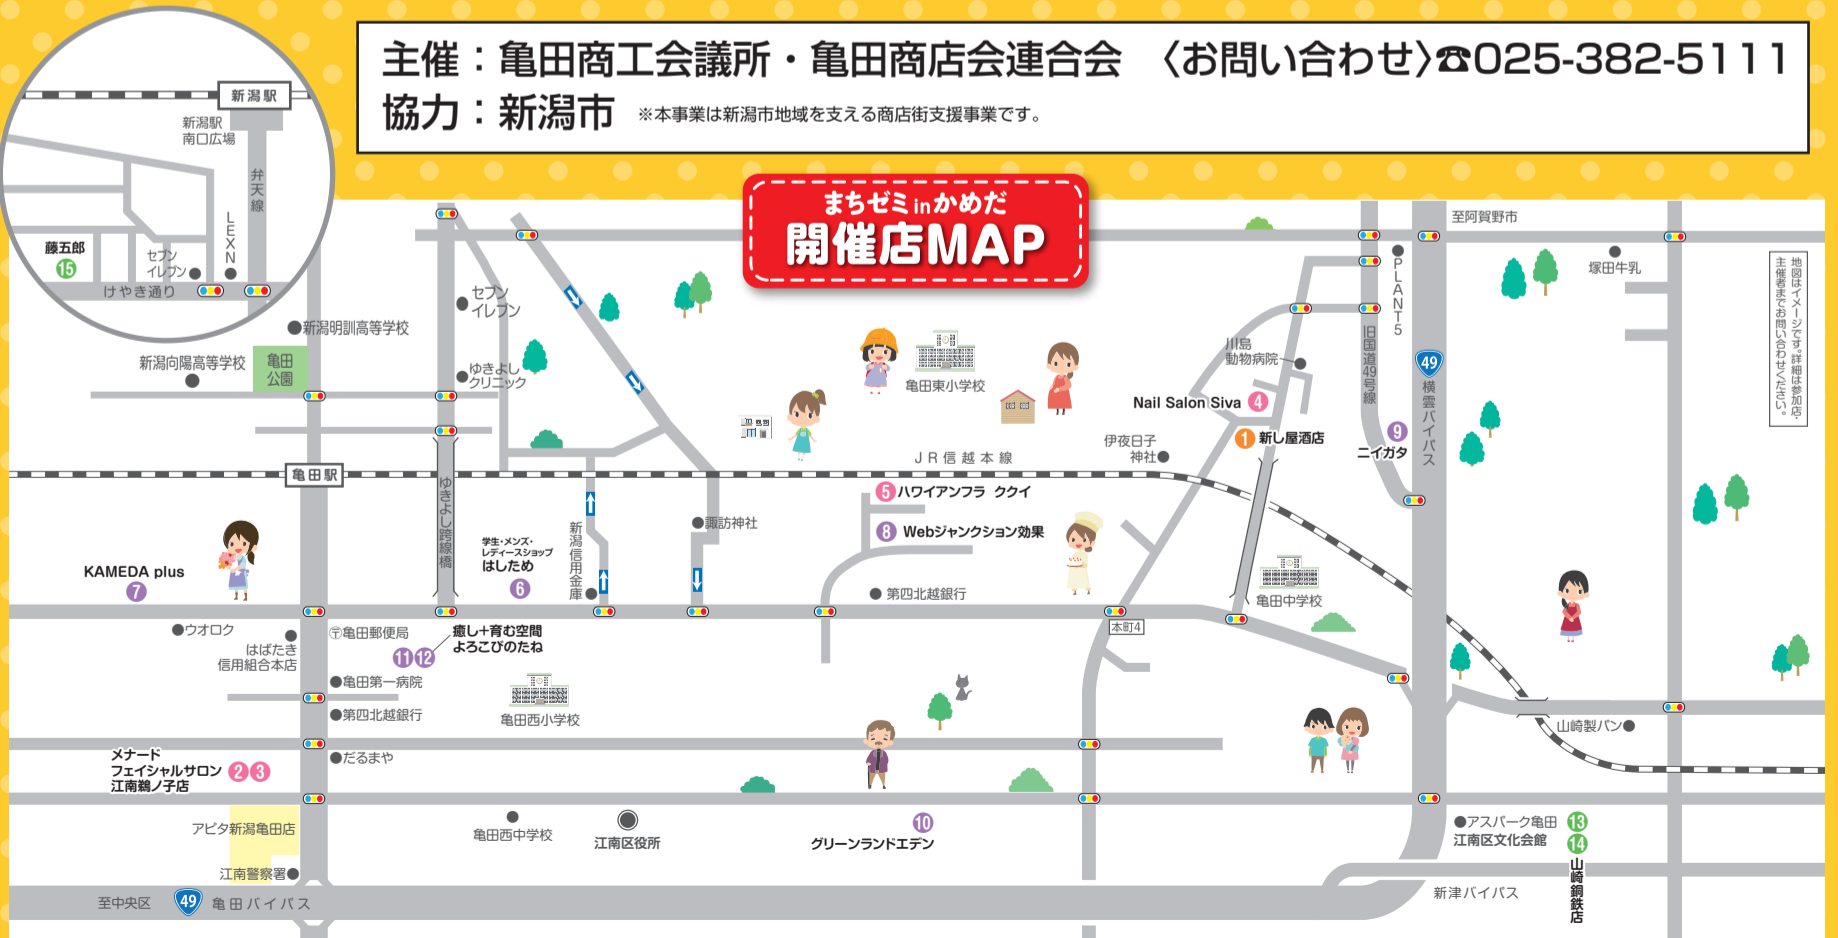 主催：亀田商工会議所・亀田商店会連合会　〈お問い合わせ〉☎025-382-5111
協力：新潟市　※本事業は新潟市地域を支える商店街支援事業です。
まちゼミinかめだ
開催店MAP
新潟駅
新潟駅
南口広場
弁天線
LEXN
藤五郎
15
セブン
イレブン
けやき通り
至阿賀野市
塚田牛乳
地図はイメージです。詳細は参加店・
主催者までお問い合わせください。
PLANT5
セブン
イレブン
新潟明訓高等学校
新潟向陽高等学校
亀田
公園
ゆきよし
クリニック
亀田東小学校
川島
動物病院
旧国道49号線
49
横雲バイパス
Nail Salon Siva 4
1 新し屋酒店
9
ニイガタ
伊夜日子
神社
JR信越本線
亀田駅
ゆきよし跨線橋
5 ハワイアンフラ ククイ
8 Webジャンクション効果
諏訪神社
新潟信用金庫
学生・メンズ・
レディースショップ
はしため
6
KAMEDA plus
7
第四北越銀行
亀田中学校
本町4
ウオロク
はばたき
信用組合本店
〒亀田郵便局
癒し+育む空間
よろこびのたね
11 12
亀田第一病院
第四北越銀行
亀田西小学校
山崎製パン
だるまや
メナード
フェイシャルサロン
江南鵜ノ子店
2 3
アピタ新潟亀田店
亀田西中学校
江南区役所
10
グリーンランドエデン
アスパーク亀田
江南区文化会館
13
14
山崎銅鉄店
江南警察署
新津バイパス
至中央区
49
亀田バイパス